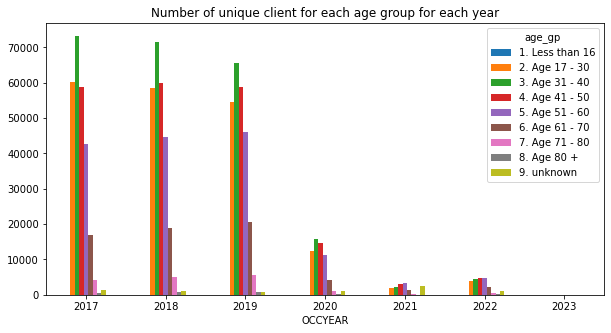 Number of unique client for each age group for each year
70000
60000
50000
40000
30000
20000
10000
0
age_gp
1. Less than 16
2. Age 17 - 30
3. Age 31 - 40
4. Age 41 - 50
5. Age 51 - 60
6. Age 61 - 70
7. Age 71 - 80
8. Age 80 +
9. unknown
2017 2018 2019 2020 2021 2022 2023
OCCYEAR